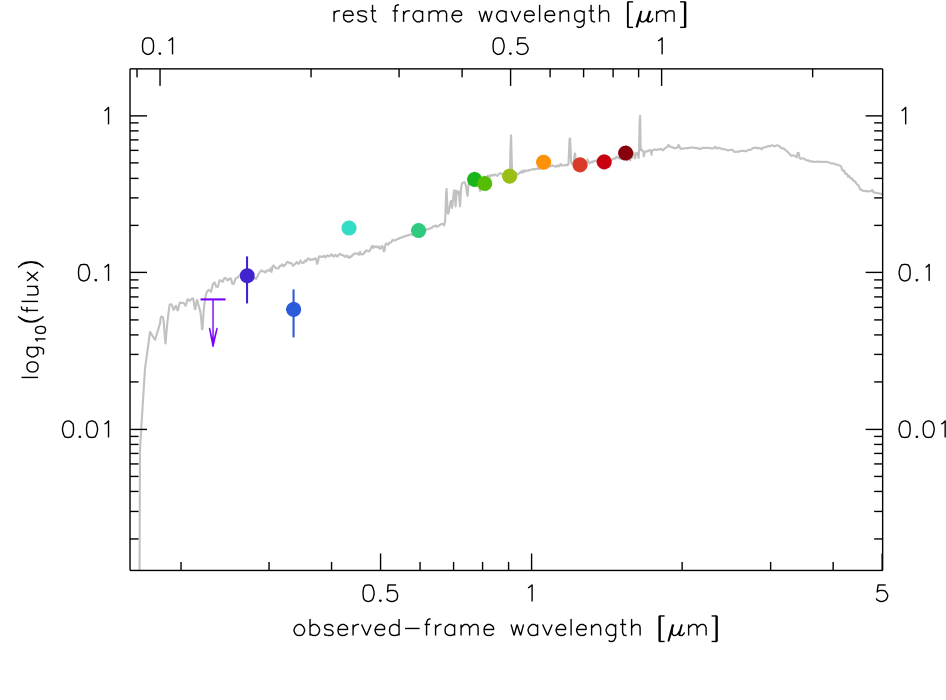 rest frame wavelength [μm]
0.1 0.5 1
1 1
0.1 0.1
0.01 0.01
log10(flux)
0.5 1 5
observed−frame wavelength [μm]